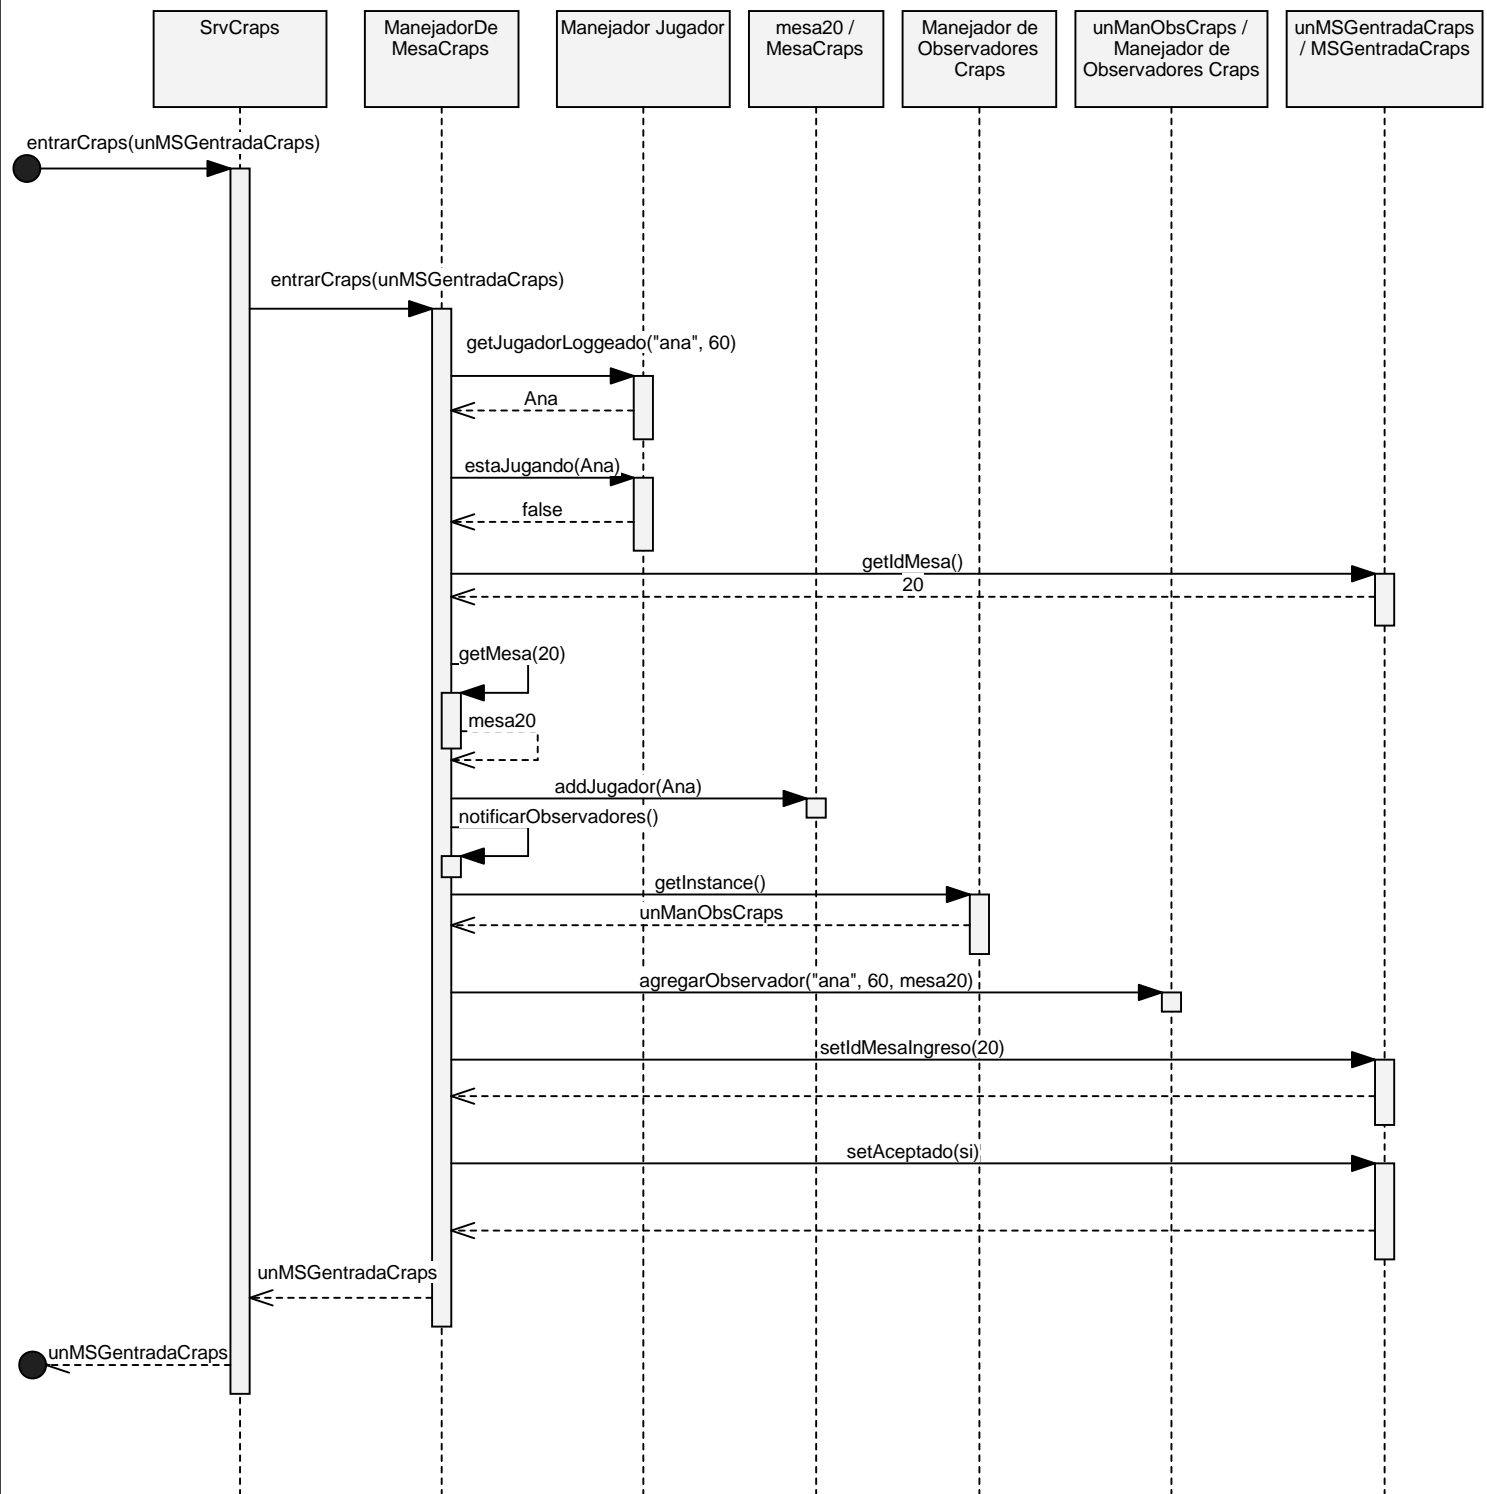 SrvCraps
ManejadorDe
MesaCraps
Manejador Jugador
mesa20 /
MesaCraps
Manejador de
Observadores
Craps
unManObsCraps /
Manejador de
Observadores Craps
unMSGentradaCraps
/ MSGentradaCraps
entrarCraps(unMSGentradaCraps)
entrarCraps(unMSGentradaCraps)
getJugadorLoggeado("ana", 60)
Ana
estaJugando(Ana)
false
getIdMesa()
20
getMesa(20)
mesa20
addJugador(Ana)
notificarObservadores()
getInstance()
unManObsCraps
agregarObservador("ana", 60, mesa20)
setIdMesaIngreso(20)
setAceptado(si)
unMSGentradaCraps
unMSGentradaCraps